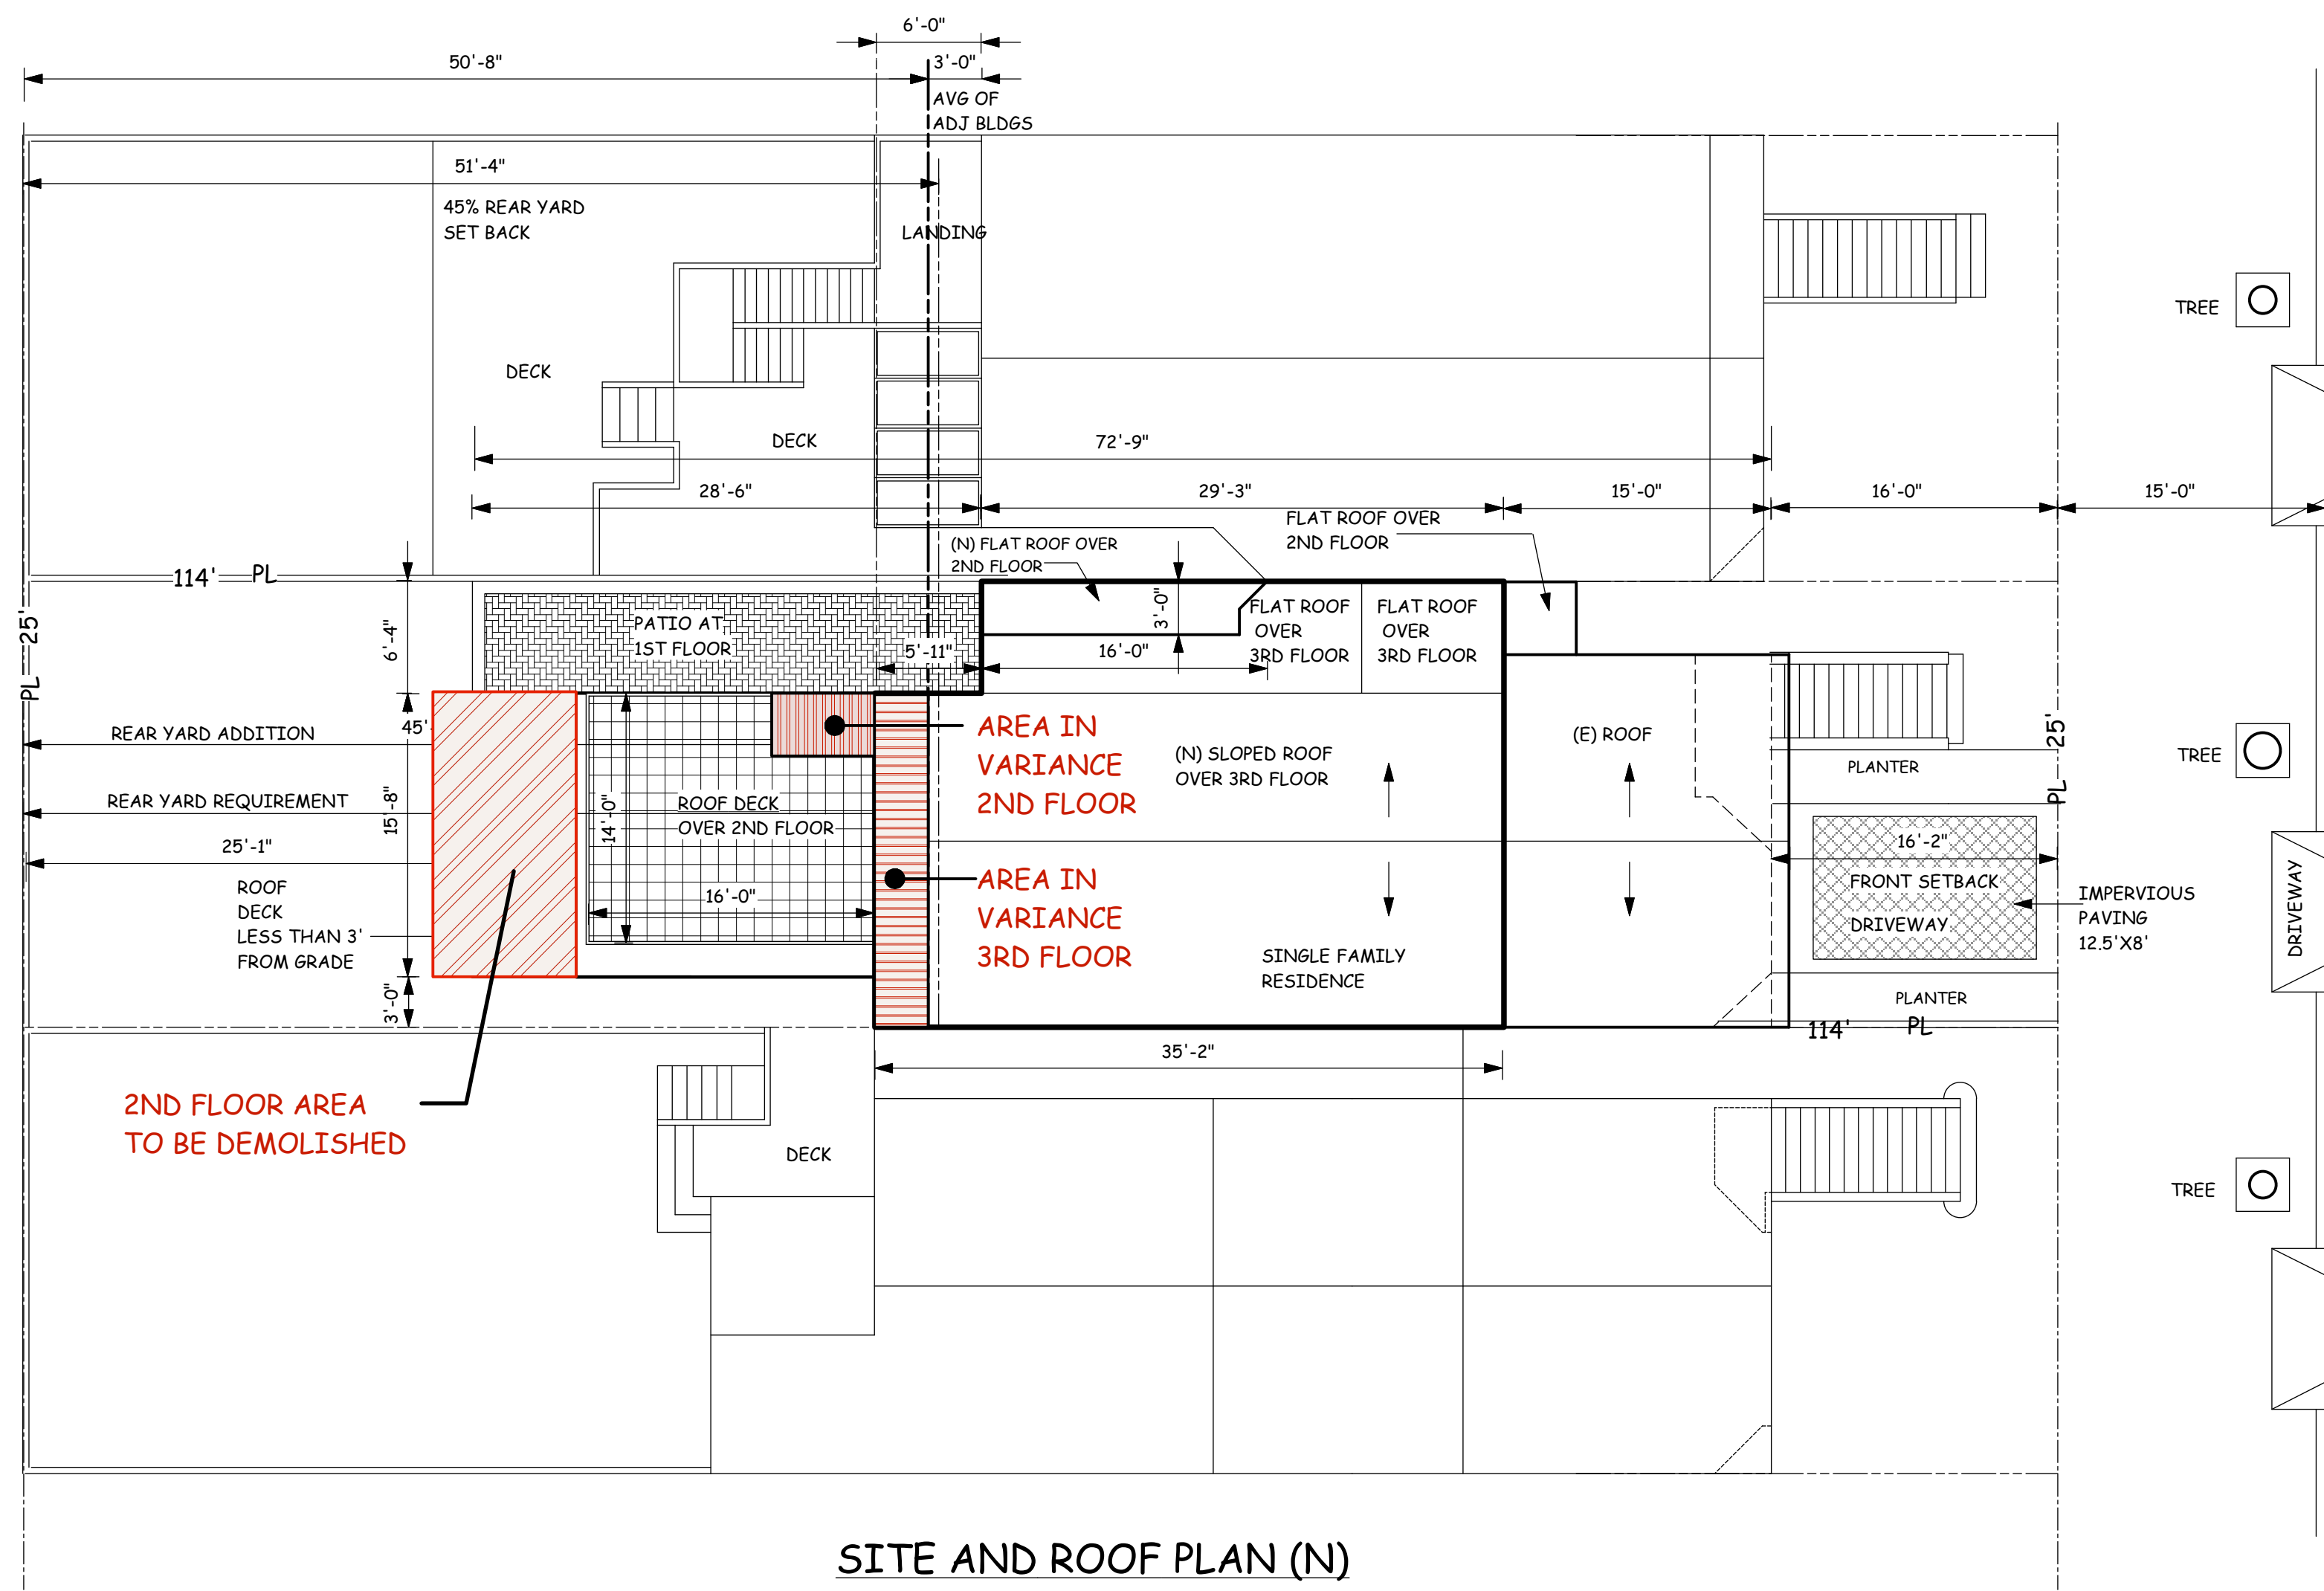 6'-0"
50'-8"
3'-0"
AVG OF
ADJ BLDGS
51'-4"
45% REAR YARD
SET BACK
LANDING
TREE
DECK
DECK
72'-9"
28'-6"
29'-3"
15'-0"
16'-0"
15'-0"
FLAT ROOF OVER
2ND FLOOR
(N) FLAT ROOF OVER
2ND FLOOR
114'
PL
PL 25'
6'-4"
PATIO AT
1ST FLOOR
5'-11"
16'-0"
3'-0"
FLAT ROOF
OVER
3RD FLOOR
FLAT ROOF
OVER
3RD FLOOR
REAR YARD ADDITION
45'
AREA IN
VARIANCE
2ND FLOOR
(N) SLOPED ROOF
OVER 3RD FLOOR
(E) ROOF
PLANTER
PL 25'
TREE
REAR YARD REQUIREMENT
15'-8"
14'-0"
ROOF DECK
OVER 2ND FLOOR
25'-1"
16'-2"
ROOF
DECK
LESS THAN 3'
FROM GRADE
16'-0"
AREA IN
VARIANCE
3RD FLOOR
FRONT SETBACK
DRIVEWAY
IMPERVIOUS
PAVING
12.5'X8'
DRIVEWAY
SINGLE FAMILY
RESIDENCE
3'-0"
PLANTER
114'
PL
35'-2"
2ND FLOOR AREA
TO BE DEMOLISHED
DECK
TREE
SITE AND ROOF PLAN (N)